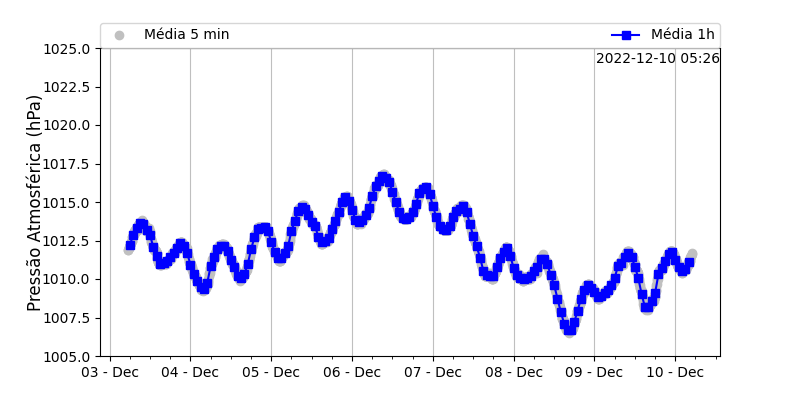 Média 5 min
Média 1h
2022-12-10 05:26
Pressão Atmosférica (hPa)
1025.0
1022.5
1020.0
1017.5
1015.0
1012.5
1010.0
1007.5
1005.0
03 - Dec
04 - Dec
05 - Dec
06 - Dec
07 - Dec
08 - Dec
09 - Dec
10 - Dec